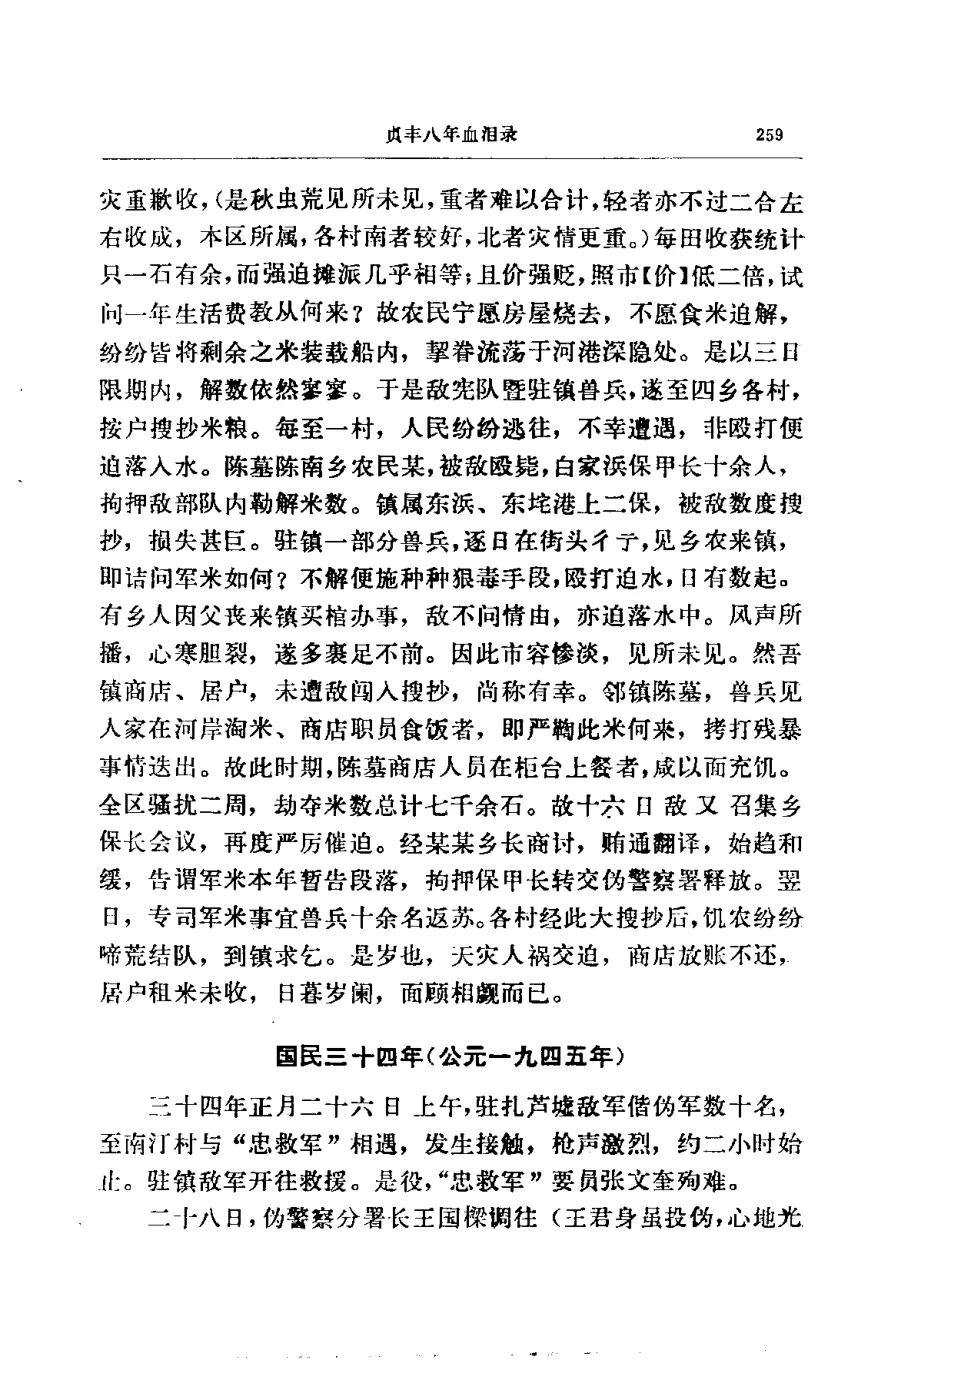 贞丰八年血泪录 259
灾重歉收，（是秋虫荒见所未见，重者难以合计，轻者亦不过二合左
右收成，本区所属，各村南者较好，北者灾情更重。）每田收获统计
只一石有余，而强迫摊派几乎相等；且价强贬，照市【价】低二倍，试
问一年生活费教从何来？故农民宁愿房屋烧去，不愿食米迫解，
纷纷皆将剩余之米装载船内，挈眷流荡于河港深隐处。是以三日
限期内，解数依然寥寥。于是敌宪队暨驻镇兽兵，遂至四乡各村，
按户搜抄米粮。每至一村，人民纷纷逃往，不幸遭遇，非殴打便
迫落入水。陈墓陈南乡农民某，被敌殴毙，白家浜保甲长十余人，
拘押敌部队内勒解米数。镇属东浜、东垞港上二保，被敌数度搜
抄，损失甚巨。驻镇一部分兽兵，逐日在街头彳亍，见乡农来镇，
即诘问军米如何？不解便施种种狠毒手段，殴打迫水，日有数起。
有乡人因父丧来镇买棺办事，敌不问情由，亦迫落水中。风声所
播，心寒胆裂，遂多裹足不前。因此市容惨淡，见所未见。然吾
镇商店、居户，未遭敌闯入搜抄，尚称有幸。邻镇陈墓，兽兵见
人家在河岸淘米、商店职员食饭者，即严鞫此米何来，拷打残暴
事情迭出。故此时期，陈墓商店人员在柜台上餐者，咸以面充饥。
全区骚扰二周，劫夺米数总计七千余石。故十六日敌又召集乡
保长会议，再度严厉催迫。经某某乡长商讨，贿通翻译，始趋和
缓，告谓军米本年暂告段落，拘押保甲长转交伪警察署释放。翌
日，专司军米事宜兽兵十余名返苏。各村经此大搜抄后，饥农纷纷
啼荒结队，到镇求乞。是岁也，天灾人祸交迫，商店放账不还，
居户租米未收，日暮岁阑，面顾相觑而已。
国民三十四年（公元一九四五年）
三十四年正月二十六日上午，驻扎芦墟敌军偕伪军数十名，
至南汀村与“忠救军”相遇，发生接触，枪声激烈，约二小时始
止。驻镇敌军开往救援。是役，“忠救军”要员张文奎殉难。
二十八日，伪警察分署长王国樑调往（王君身虽投伪，心地光